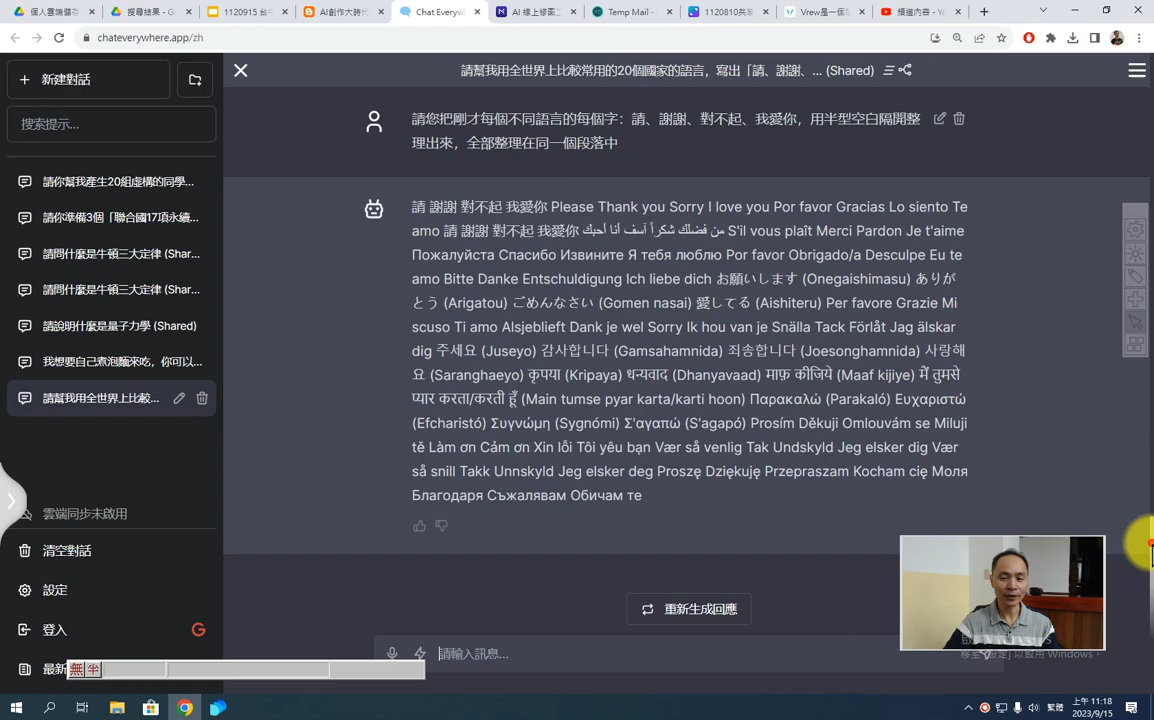 個人雲端儲存
搜尋結果 - G
1120915 台
AI創作大時代
Chat Everyw
AI 線上修圖工
Temp Mail -
1120810共
Vrew是一個
頻道內容 - Yo
chateverywhere.app/zh
新建對話
搜索提示...
請你幫我產生20組虛構的同學...
請你準備3個「聯合國17項永續...
請問什麼是牛頓三大定律 (Shar...
請問什麼是牛頓三大定律 (Shar...
請說明什麼是量子力學 (Shared)
我想要自己煮泡麵來吃，你可以...
請幫我用全世界上比較...
雲端同步未啟用
清空對話
設定
登入
最新
無 半
請幫我用全世界上比較常用的20個國家的語言，寫出「請、謝謝、... (Shared)
請您把剛才每個不同語言的每個字：請、謝謝、對不起、我愛你，用半型空白隔開整
理出來，全部整理在同一個段落中
請 謝謝 對不起 我愛你 Please Thank you Sorry I love you Por favor Gracias Lo siento Te
amo 請 謝謝 對不起 我愛你 من فضلك شكراً آسف أنا أحبك S'il vous plaît Merci Pardon Je t'aime
Пожалуйста Спасибо Извините Я тебя люблю Por favor Obrigado/a Desculpe Eu te
amo Bitte Danke Entschuldigung Ich liebe dich お願いします (Onegaishimasu) ありが
とう (Arigatou) ごめんなさい (Gomen nasai) 愛してる (Aishiteru) Per favore Grazie Mi
scuso Ti amo Alsjeblieft Dank je wel Sorry Ik hou van je Snälla Tack Förlåt Jag älskar
dig 주세요 (Juseyo) 감사합니다 (Gamsahamnida) 죄송합니다 (Joesonghamnida) 사랑해
요 (Saranghaeyo) कृपया (Kripaya) धन्यवाद (Dhanyavaad) माफ़ कीजिये (Maaf kijiye) मैं तुमसे
प्यार करता/करती हूँ (Main tumse pyar karta/karti hoon) Παρακαλώ (Parakaló) Ευχαριστώ
(Efcharistó) Συγνώμη (Sygnómi) Σ'αγαπώ (S'agapó) Prosím Děkuji Omlouvám se Miluji
tě Làm ơn Cảm ơn Xin lỗi Tôi yêu bạn Vær så venlig Tak Undskyld Jeg elsker dig Vær
så snill Takk Unnskyld Jeg elsker deg Proszę Dziękuję Przepraszam Kocham cię Моля
Благодаря Съжалявам Обичам те
重新生成回應
請輸入訊息...
移至 [設定] 以啟用 Windows。
繁體
上午 11:18
2023/9/15